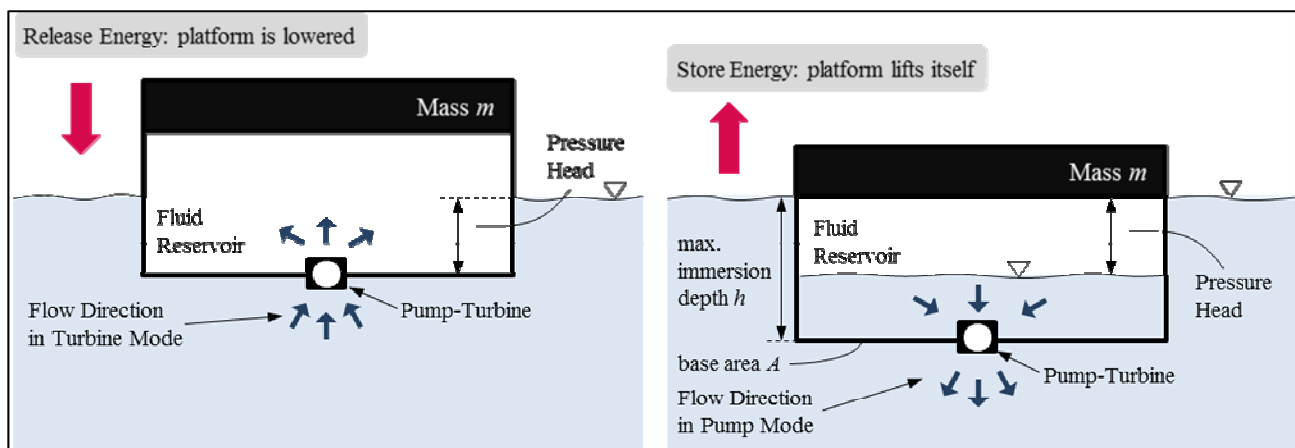 Release Energy: platform is lowered
Mass m
Pressure
Head
Fluid
Reservoir
Flow Direction
in Turbine Mode
Pump-Turbine
Store Energy: platform lifts itself
Mass m
max.
immersion
depth h
Fluid
Reservoir
Pressure
Head
base area A
Pump-Turbine
Flow Direction
in Pump Mode